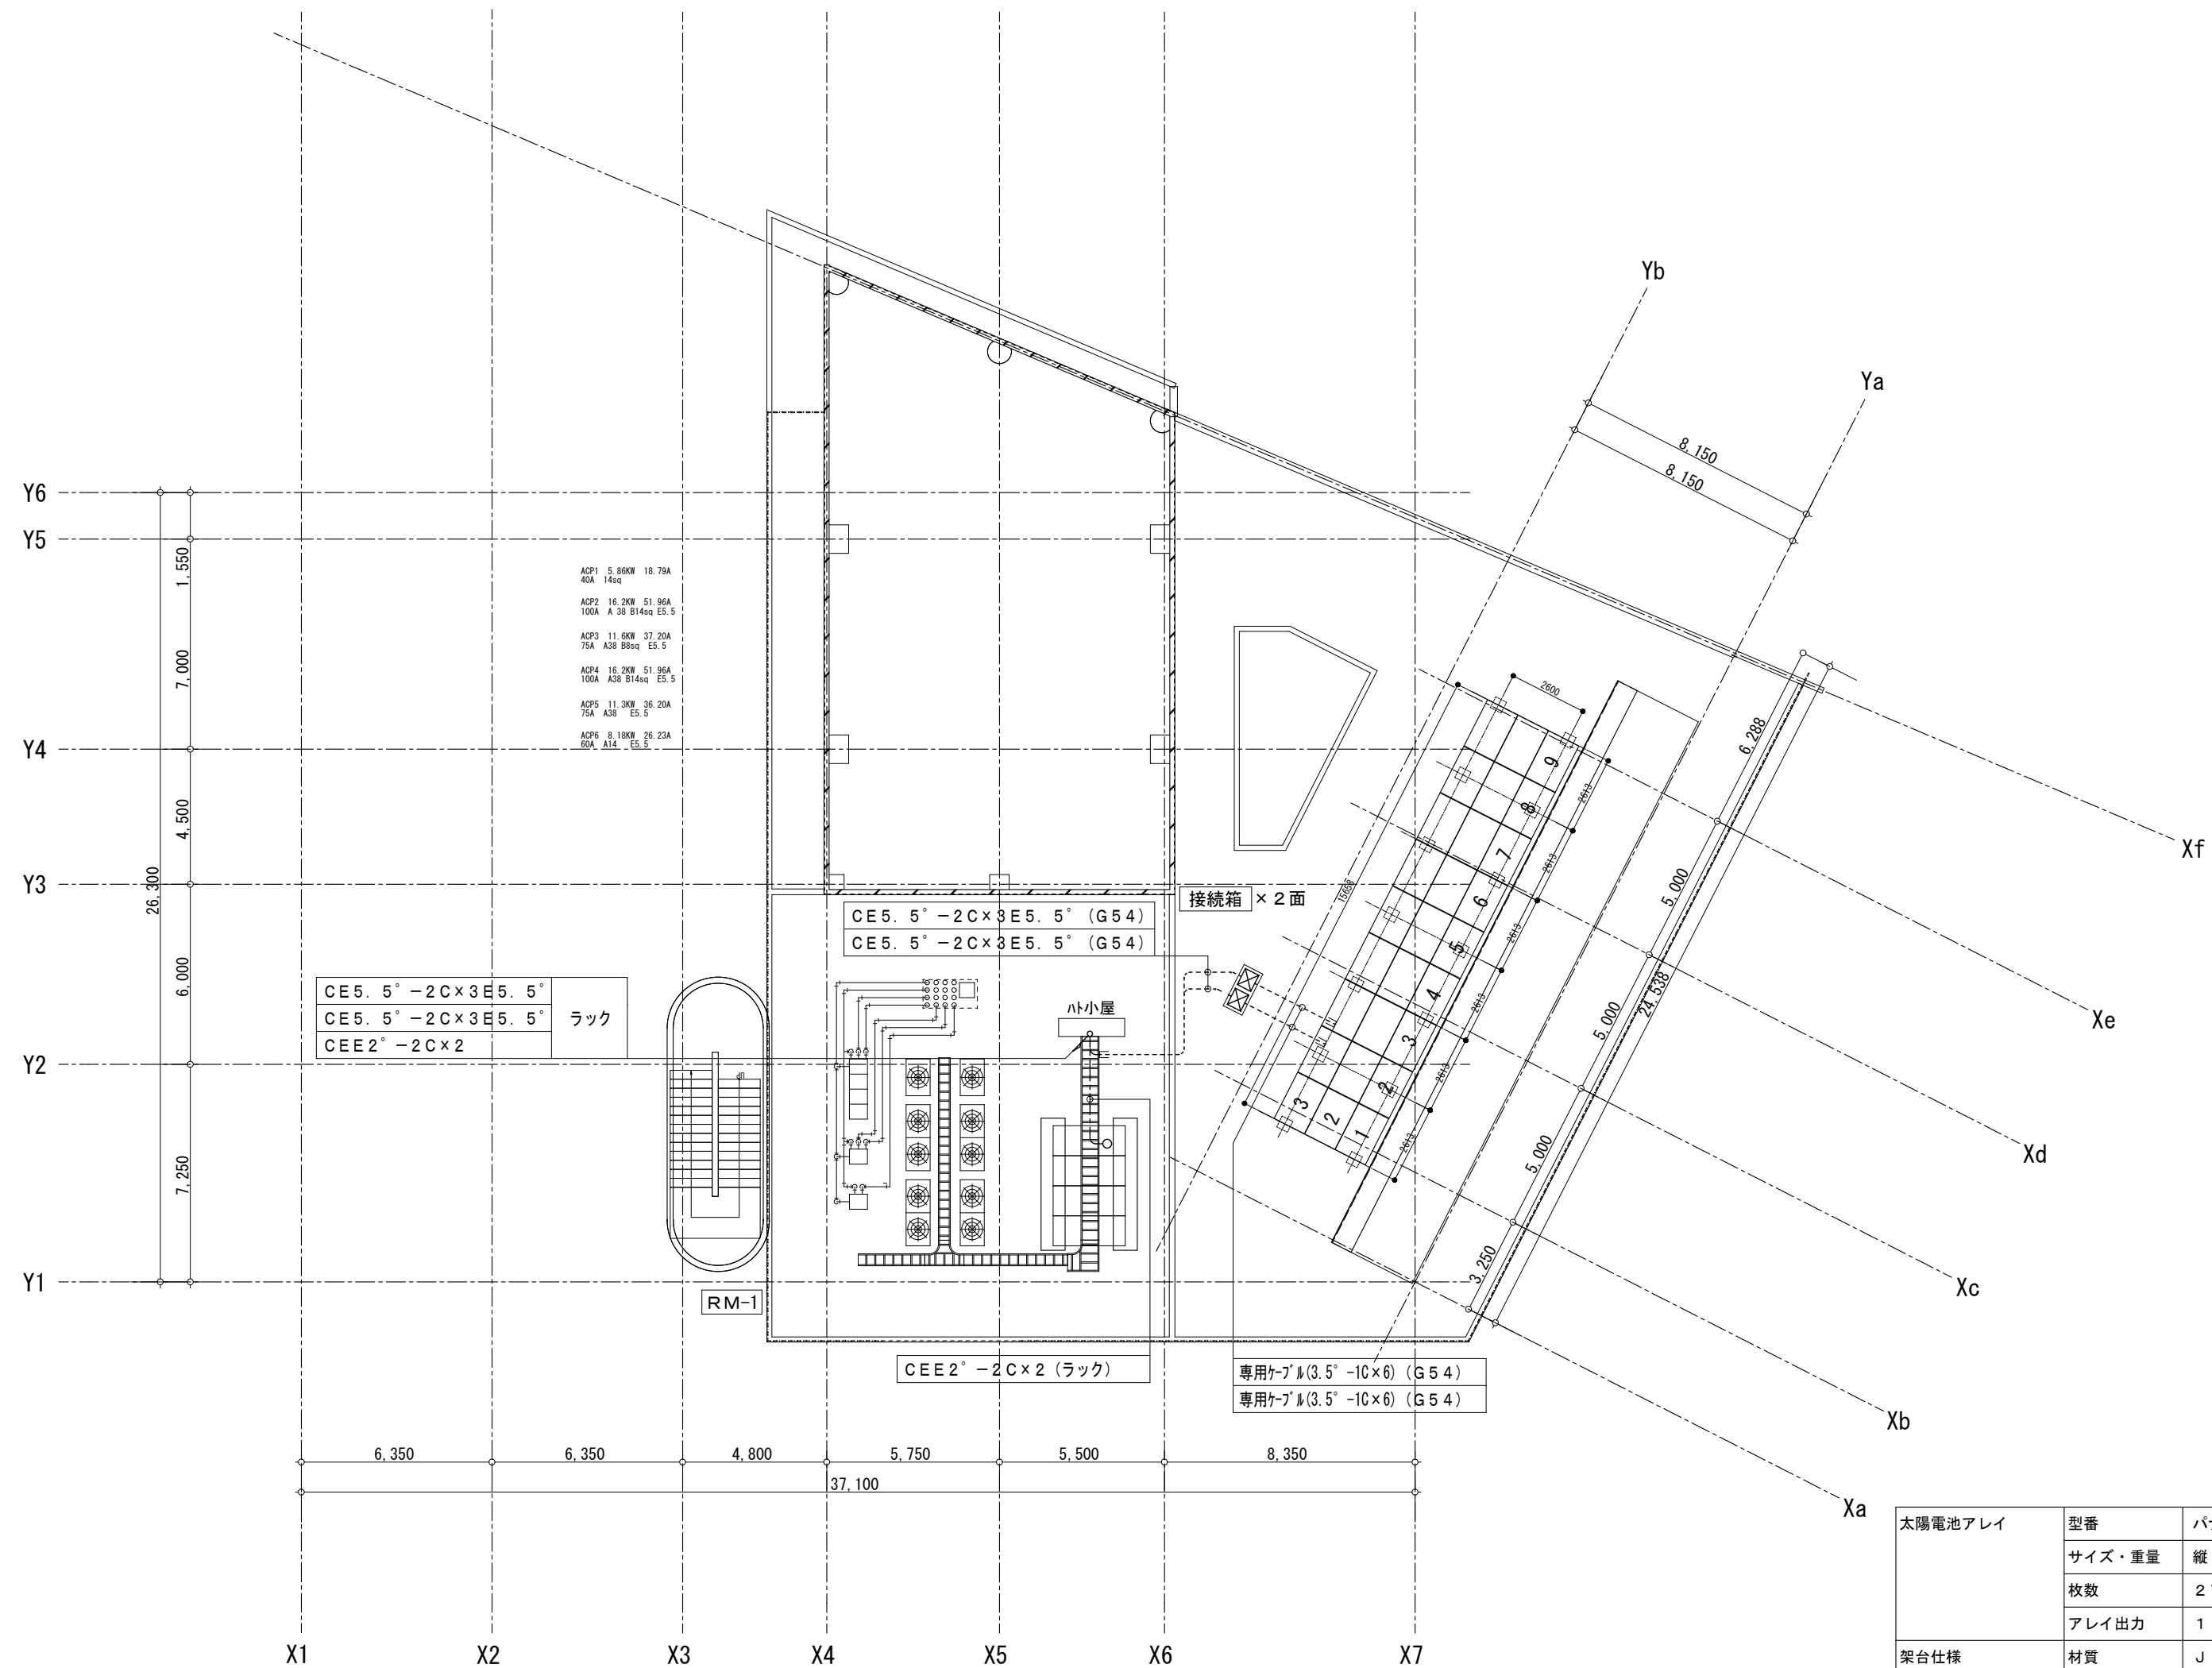 Yb
Ya
8,150
8,150
Y6
Y5
Y4
Y3
Y2
Y1
1,550
7,000
4,500
6,000
7,250
26,300
ACP1 5.86KW 18.79A
40A 14sq
ACP2 16.2KW 51.96A
100A A 38 B14sq E5.5
ACP3 11.6KW 37.20A
75A A38 B8sq E5.5
ACP4 16.2KW 51.96A
100A A38 B14sq E5.5
ACP5 11.3KW 36.20A
75A A38 E5.5
ACP6 8.18KW 26.23A
60A A14 E5.5
2600
15658
9
8
7
6
5
4
3
2
1
3
2
2613
2613
2613
2613
2613
2613
6,288
5,000
5,000
5,000
3,250
24,538
Xf
Xe
Xd
Xc
Xb
Xa
接続箱 ×2面
CE5.5°-2C×3E5.5°(G54)
CE5.5°-2C×3E5.5°(G54)
CE5.5°-2C×3E5.5°
CE5.5°-2C×3E5.5°
CEE2°-2C×2
ラック
ハト小屋
RM-1
CEE2°-2C×2(ラック)
専用ケーブル(3.5°-1C×6)(G54)
専用ケーブル(3.5°-1C×6)(G54)
6,350
6,350
4,800
5,750
5,500
8,350
37,100
X1
X2
X3
X4
X5
X6
X7
太陽電池アレイ
型番
サイズ・重量
縦
枚数
2
アレイ出力
1
架台仕様
材質
J